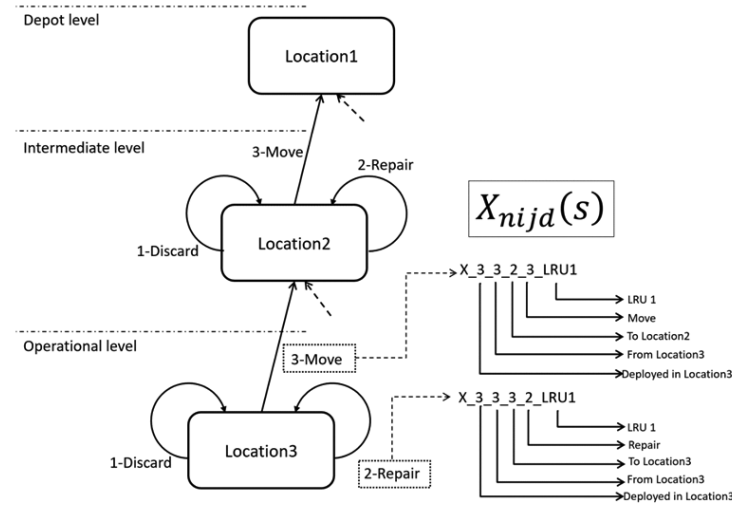 Depot level
Location1
Intermediate level
3-Move
2-Repair
1-Discard
Location2
X_{nijd}(s)
X_3_3_2_3_LRU1
LRU 1
Move
To Location2
From Location3
Deployed in Location3
Operational level
3-Move
X_3_3_3_2_LRU1
LRU 1
Repair
To Location3
From Location3
Deployed in Location3
1-Discard
Location3
2-Repair